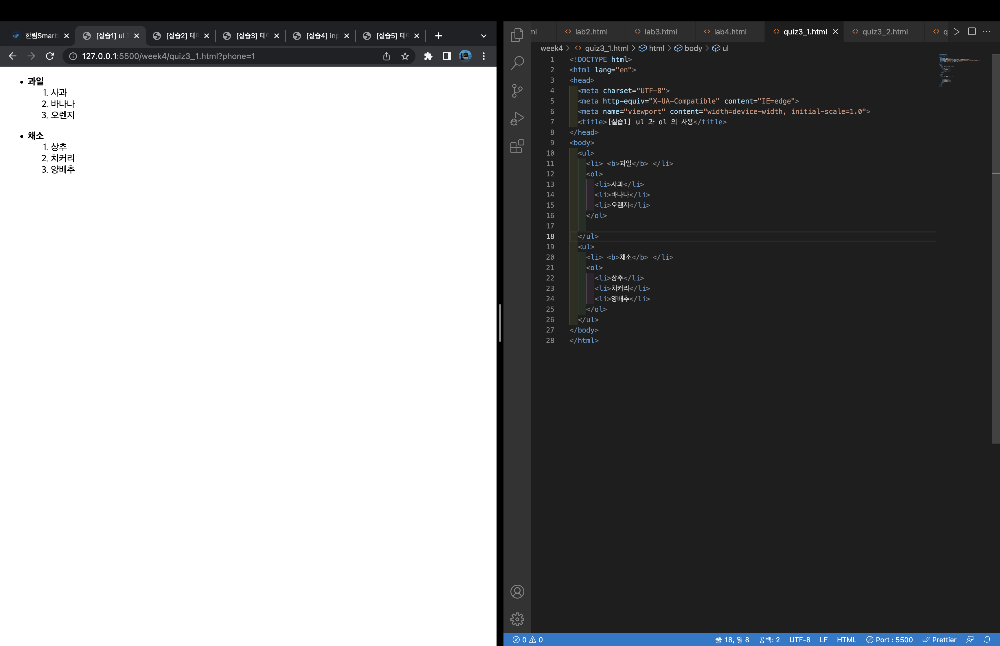 한림Smart
[실습1] ul
[실습2]
[실습3]
[실습4] inp
[실습5]
127.0.0.1:5500/week4/quiz3_1.html?phone=1
• 과일
1. 사과
2. 바나나
3. 오렌지
• 채소
1. 상추
2. 치커리
3. 양배추
ml
lab2.html
lab3.html
lab4.html
quiz3_1.html
quiz3_2.html
q
week4 > quiz3_1.html > html > body > ul
1 <!DOCTYPE html>
2 <html lang="en">
3 <head>
4 <meta charset="UTF-8">
5 <meta http-equiv="X-UA-Compatible" content="IE=edge">
6 <meta name="viewport" content="width=device-width, initial-scale=1.0">
7 <title>[실습1] ul 과 ol 의 사용</title>
8 </head>
9 <body>
10 <ul>
11 <li> <b>과일</b> </li>
12 <ol>
13 <li>사과</li>
14 <li>바나나</li>
15 <li>오렌지</li>
16 </ol>
17
18 </ul>
19 <ul>
20 <li> <b>채소</b> </li>
21 <ol>
22 <li>상추</li>
23 <li>치커리</li>
24 <li>양배추</li>
25 </ol>
26 </ul>
27 </body>
28 </html>
0 0 줄 18, 열 8 공백: 2 UTF-8 LF HTML Port : 5500 Prettier